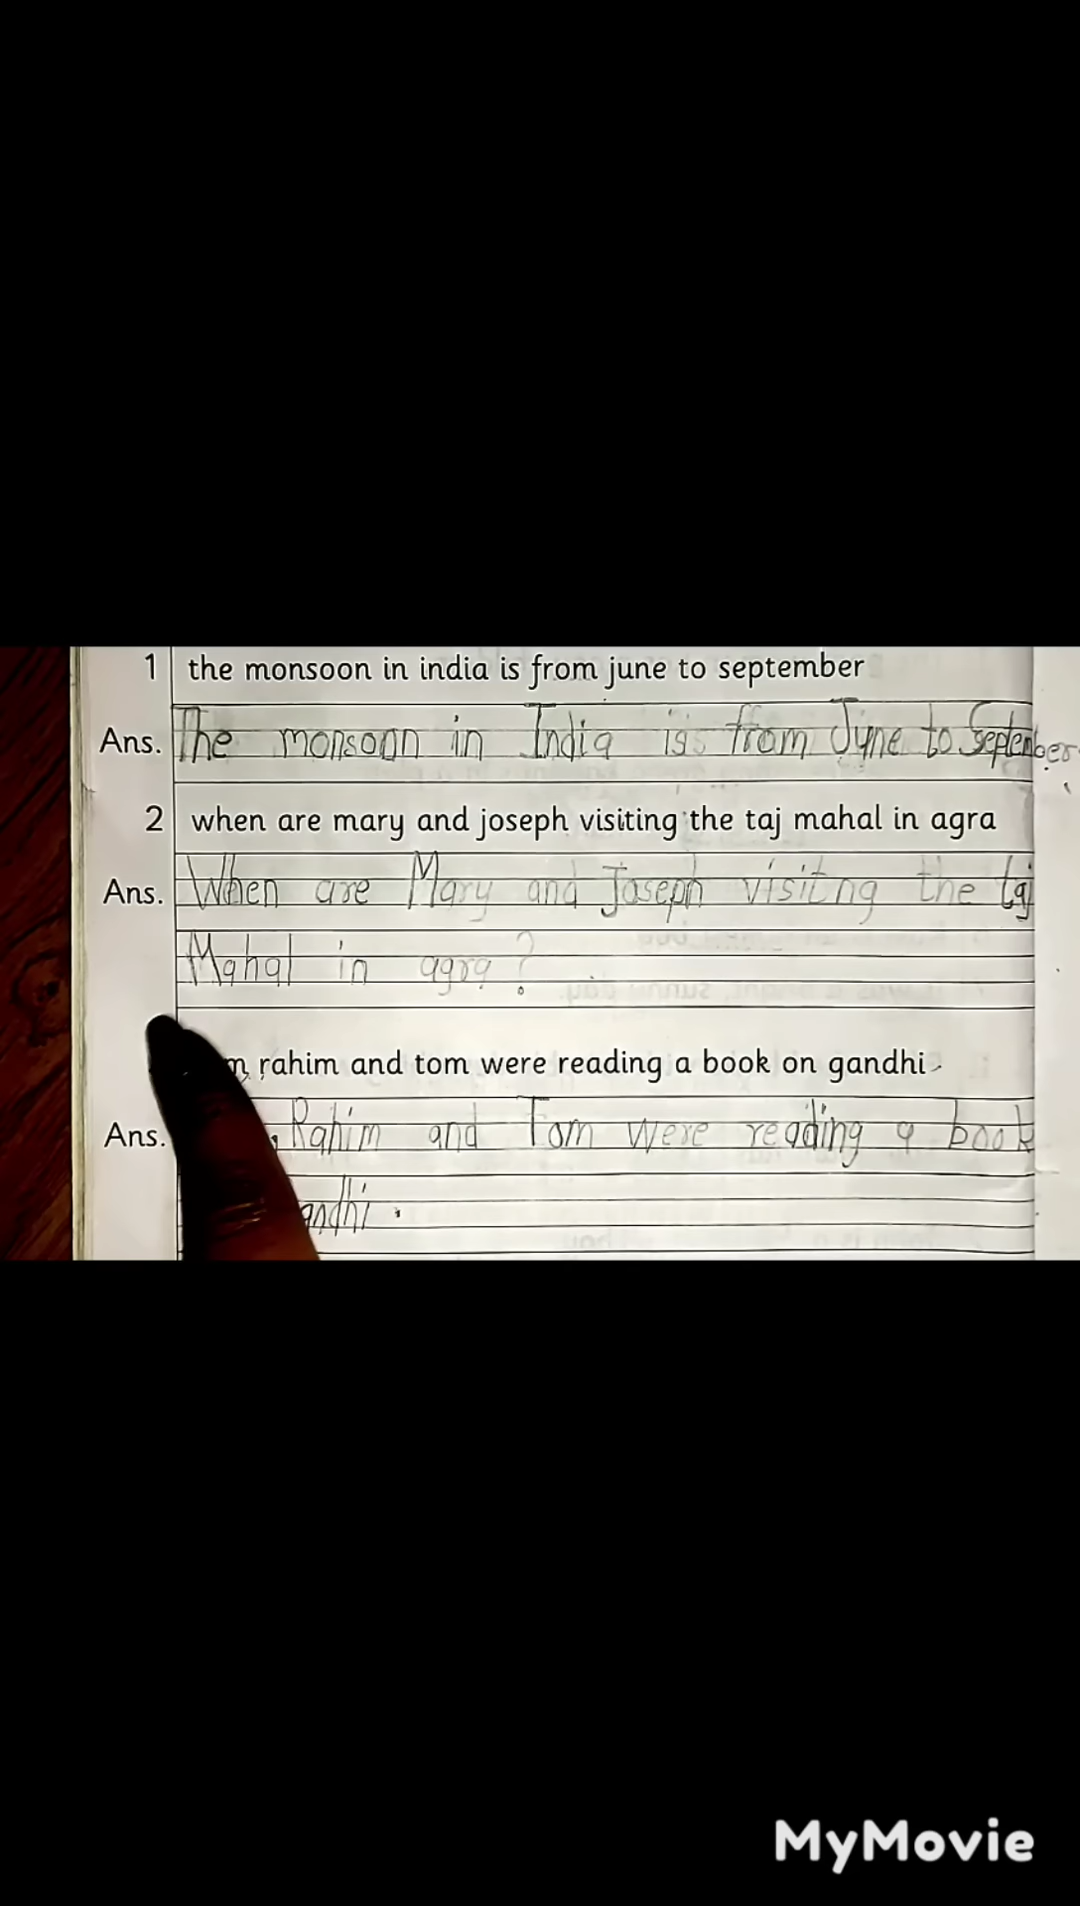 1 the monsoon in india is from june to september
Ans. The monsoon in India is from June to September.
2 when are mary and joseph visiting the taj mahal in agra
Ans. When are Mary and Joseph visitng the taj
Mahal in agra ?
rahim and tom were reading a book on gandhi
Ans. Rahim and Tom were reading a book
andhi .
MyMovie